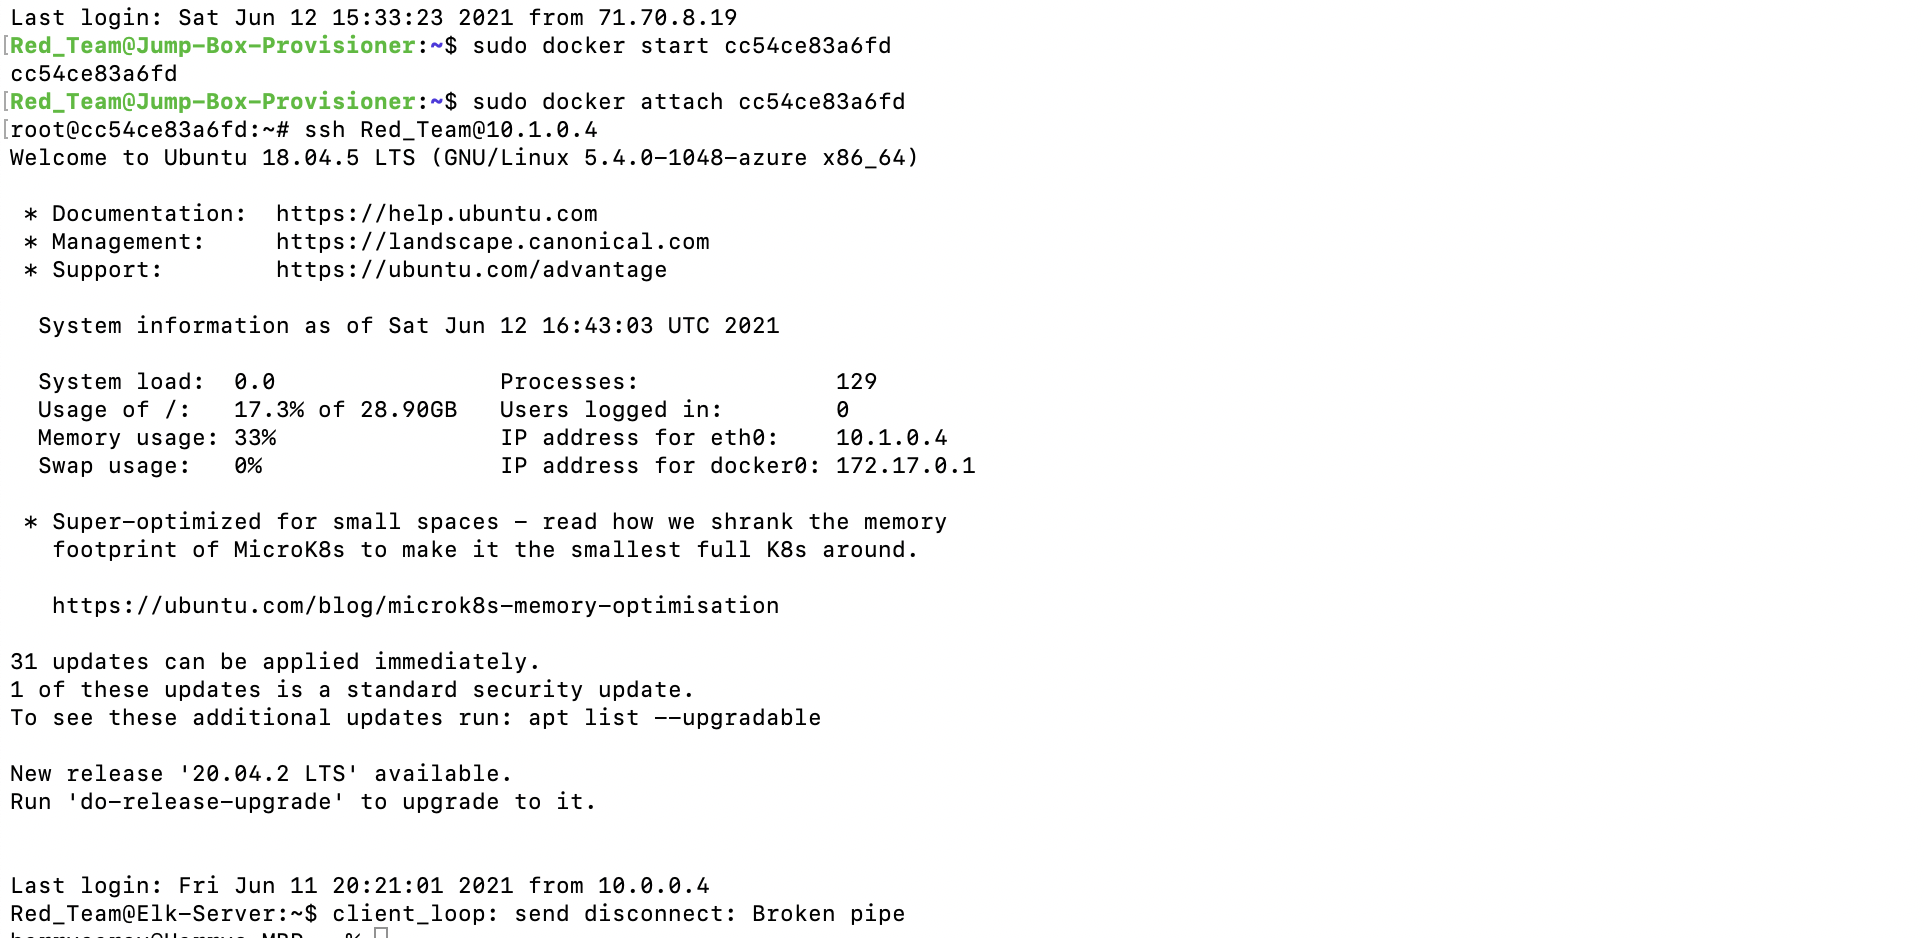 Last login: Sat Jun 12 15:33:23 2021 from 71.70.8.19
[Red_Team@Jump-Box-Provisioner:~$ sudo docker start cc54ce83a6fd
cc54ce83a6fd
[Red_Team@Jump-Box-Provisioner:~$ sudo docker attach cc54ce83a6fd
[root@cc54ce83a6fd:~# ssh Red_Team@10.1.0.4
Welcome to Ubuntu 18.04.5 LTS (GNU/Linux 5.4.0-1048-azure x86_64)
* Documentation:  https://help.ubuntu.com
* Management:     https://landscape.canonical.com
* Support:        https://ubuntu.com/advantage
System information as of Sat Jun 12 16:43:03 UTC 2021
System load:  0.0                Processes:              129
Usage of /:   17.3% of 28.90GB   Users logged in:        0
Memory usage: 33%                IP address for eth0:    10.1.0.4
Swap usage:   0%                 IP address for docker0: 172.17.0.1
* Super-optimized for small spaces - read how we shrank the memory
footprint of MicroK8s to make it the smallest full K8s around.
https://ubuntu.com/blog/microk8s-memory-optimisation
31 updates can be applied immediately.
1 of these updates is a standard security update.
To see these additional updates run: apt list --upgradable
New release '20.04.2 LTS' available.
Run 'do-release-upgrade' to upgrade to it.
Last login: Fri Jun 11 20:21:01 2021 from 10.0.0.4
Red_Team@Elk-Server:~$ client_loop: send disconnect: Broken pipe